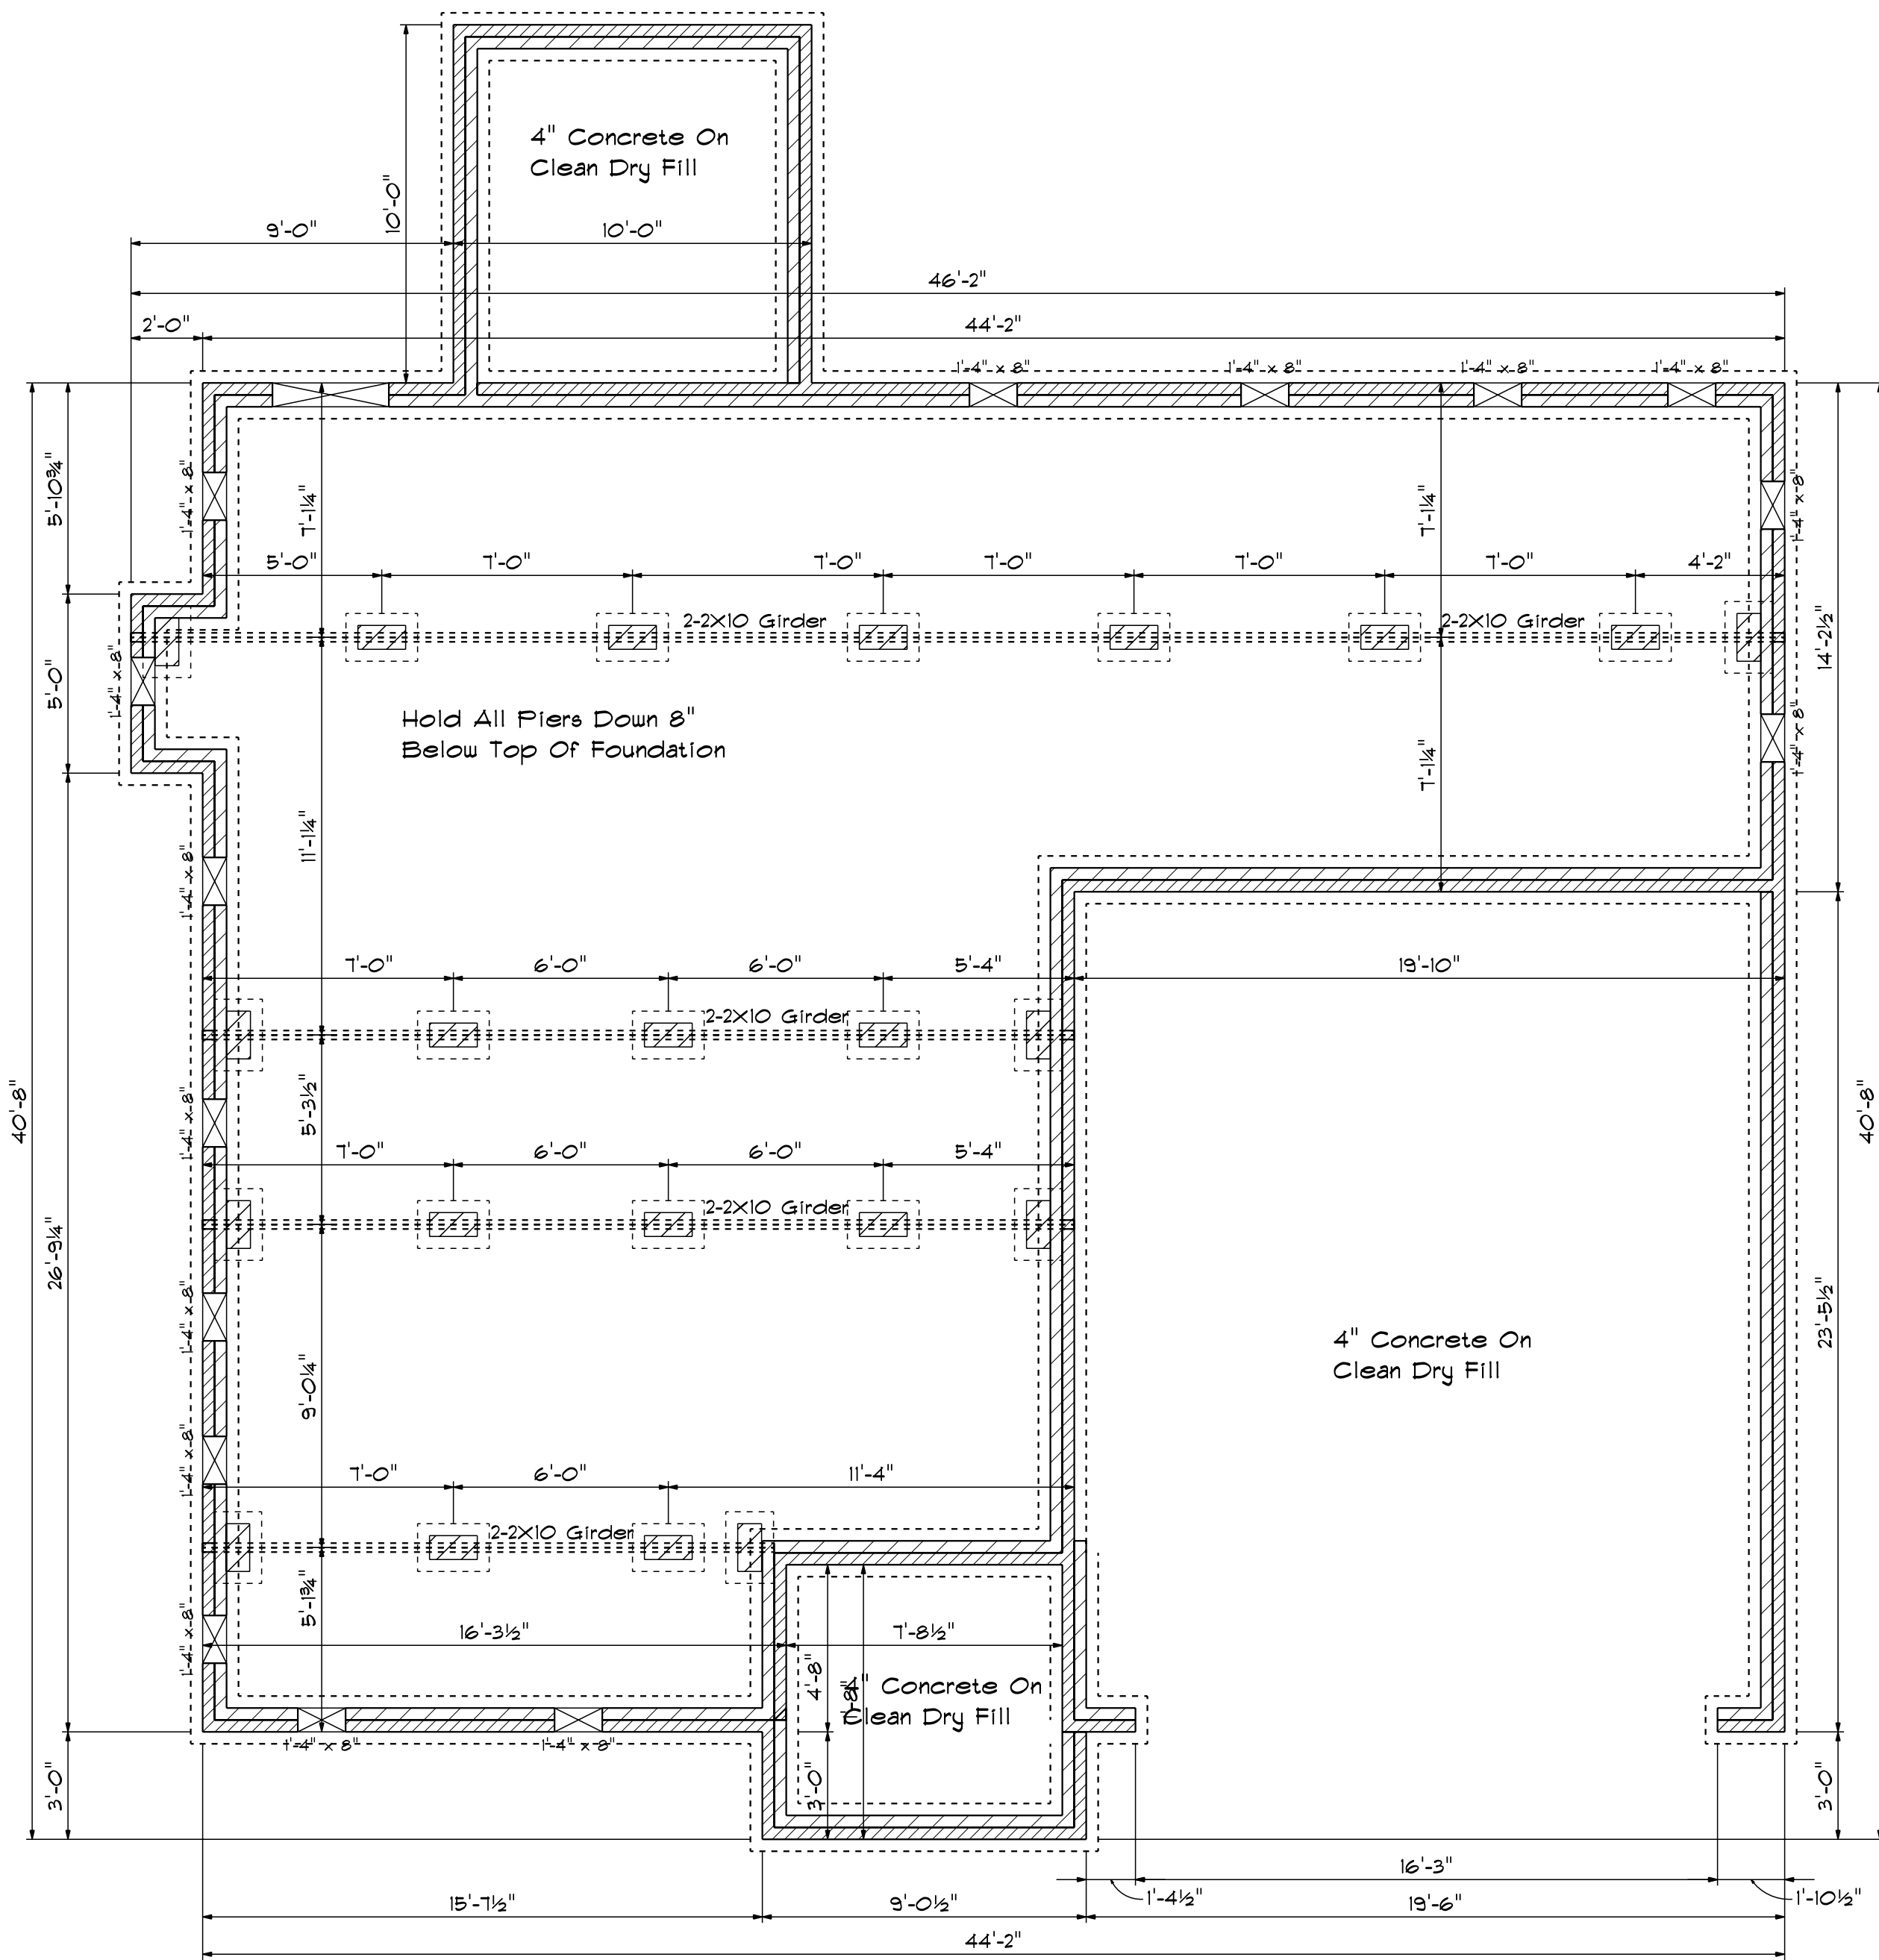 4" Concrete On
Clean Dry Fill
10'-0"
9'-0"
10'-0"
46'-2"
2'-0"
44'-2"
1'-4" x 8"
1'-4" x 8"
1'-4" x 8"
1'-4" x 8"
5'-10¾"
1'-4" x 8"
7'-1¼"
7'-1¼"
1'-4" x 8"
5'-0"
7'-0"
7'-0"
7'-0"
7'-0"
7'-0"
4'-2"
2-2X10 Girder
2-2X10 Girder
14'-2½"
5'-0"
1'-4" x 8"
Hold All Piers Down 8"
Below Top Of Foundation
7'-1¼"
1'-4" x 8"
11'-1¼"
1'-4" x 8"
7'-0"
6'-0"
6'-0"
5'-4"
19'-10"
2-2X10 Girder
40'-8"
5'-3½"
1'-4" x 8"
40'-8"
7'-0"
6'-0"
6'-0"
5'-4"
2-2X10 Girder
26'-9¼"
1'-4" x 8"
23'-5½"
4" Concrete On
Clean Dry Fill
9'-0¼"
1'-4" x 8"
7'-0"
6'-0"
11'-4"
2-2X10 Girder
5'-1¾"
1'-4" x 8"
16'-3½"
7'-8½"
4'-8"
4" Concrete On
Clean Dry Fill
1'-4" x 8"
1'-4" x 8"
3'-0"
3'-0"
3'-0"
16'-3"
1'-4½"
1'-10½"
15'-7½"
9'-0½"
19'-6"
44'-2"